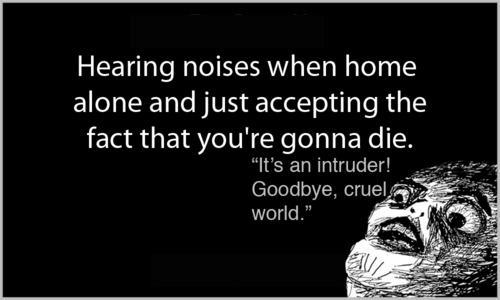 Hearing noises when home
alone and just accepting the
fact that you're gonna die.
“It’s an intruder!
Goodbye, cruel
world.”